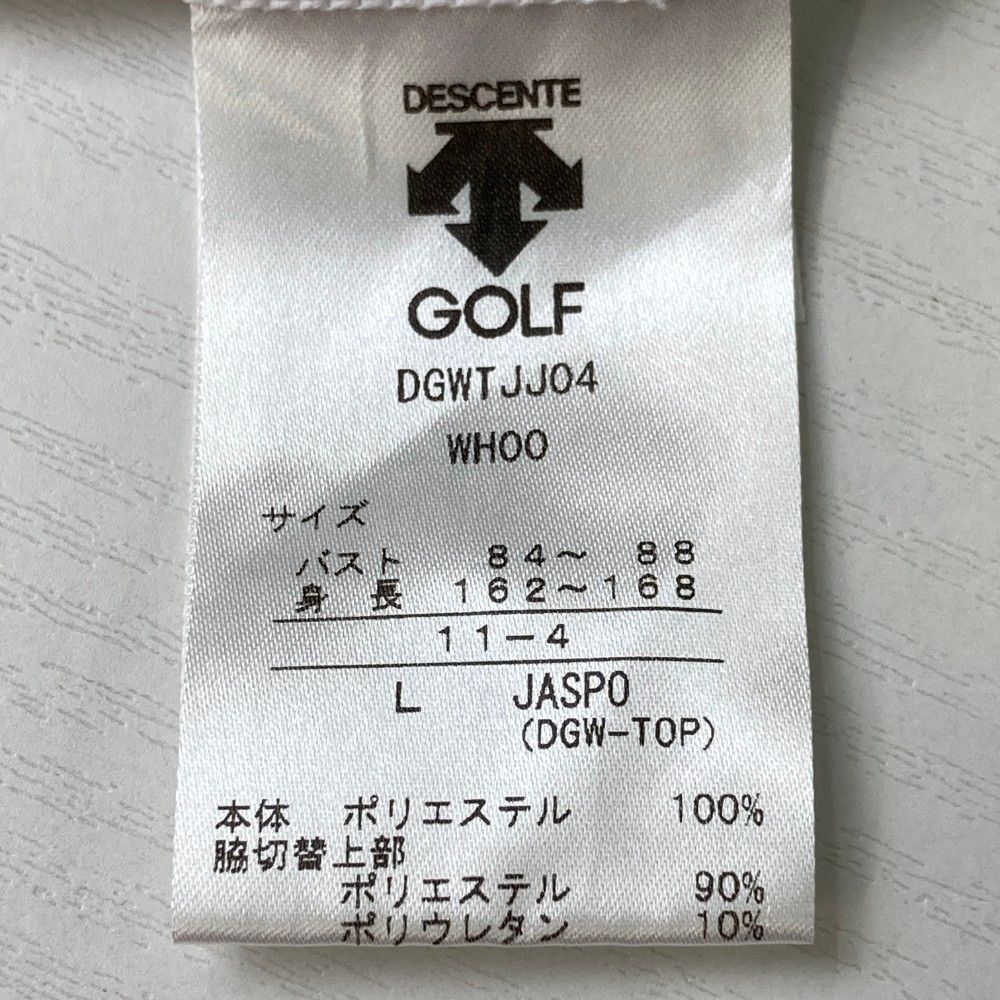 DESCENTE
GOLF
DGWTJJ04
WH00
サイズ
バスト 84～ 88
身 長 162～168
11-4
L JASPO
(DGW-TOP)
本体 ポリエステル 100%
脇切替上部
ポリエステル 90%
ポリウレタン 10%